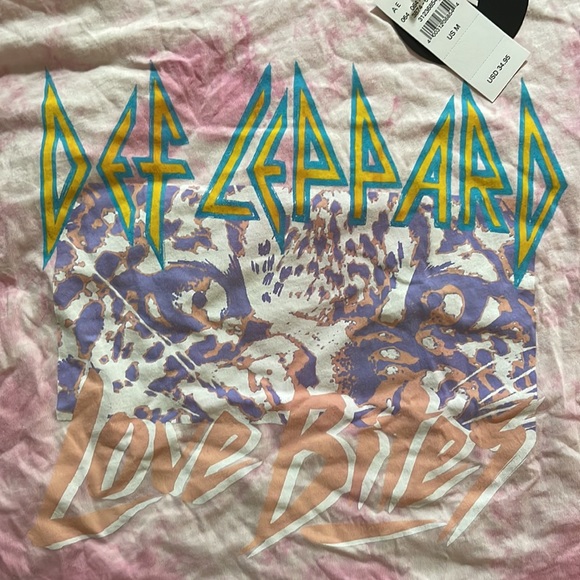 A E
US M
USD 34.95
DEF LEPPARD
LOVE BITES